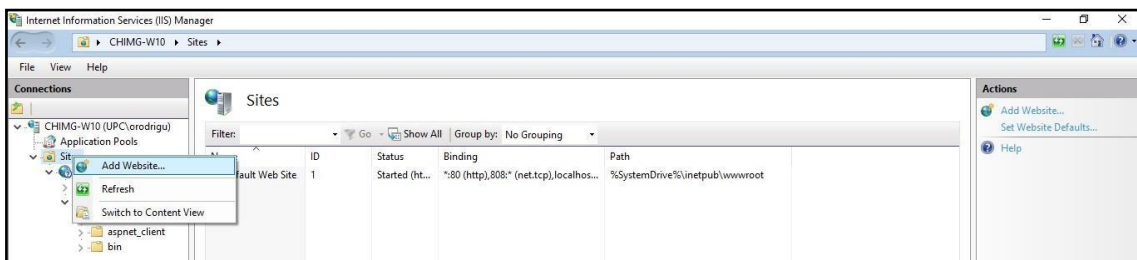 Internet Information Services (IIS) Manager
CHIMG-W10 Sites
File View Help
Connections
CHIMG-W10 (UPC\orodrigu)
Application Pools
Sit
Add Website...
Refresh
Switch to Content View
aspnet_client
bin
Sites
Filter: Go Show All Group by: No Grouping
ID Status Binding Path
fault Web Site 1 Started (ht... *:80 (http),808:* (net.tcp),localhos... %SystemDrive%\inetpub\wwwroot
Actions
Add Website...
Set Website Defaults...
Help